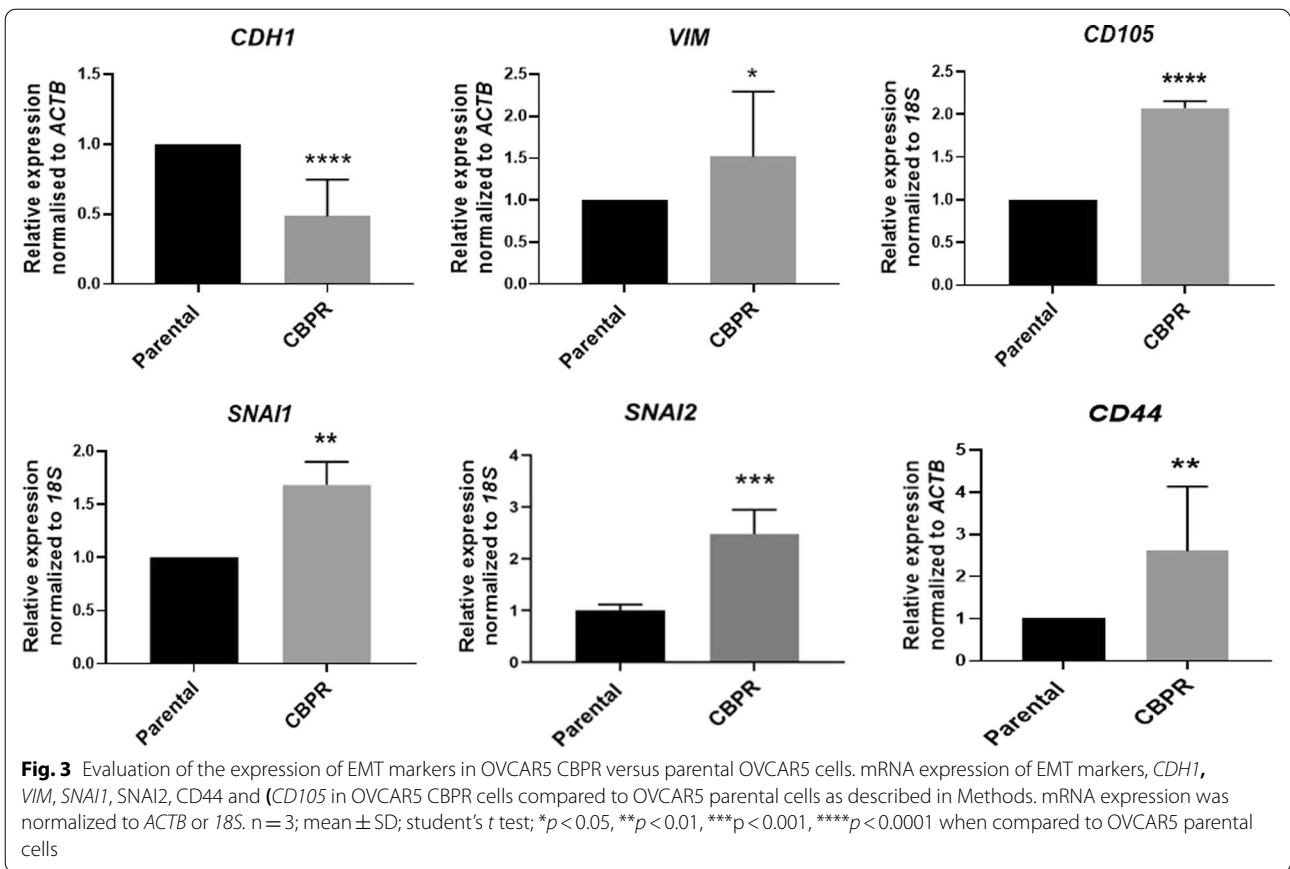 CDH1
Relative expression
normalised to ACTB
1.5
1.0
0.5
0.0
****
Parental
CBPR
VIM
Relative expression
normalized to ACTB
2.5
2.0
1.5
1.0
0.5
0.0
*
Parental
CBPR
CD105
Relative expression
normalized to 18S
2.5
2.0
1.5
1.0
0.5
0.0
****
Parental
CBPR
SNAI1
Relative expression
normalized to 18S
2.0
1.5
1.0
0.5
0.0
**
Parental
CBPR
SNAI2
Relative expression
normalized to 18S
4
3
2
1
0
***
Parental
CBPR
CD44
Relative expression
normalized to ACTB
5
4
3
2
1
0
**
Parental
CBPR
Fig. 3 Evaluation of the expression of EMT markers in OVCAR5 CBPR versus parental OVCAR5 cells. mRNA expression of EMT markers, CDH1,
VIM, SNAI1, SNAI2, CD44 and (CD105 in OVCAR5 CBPR cells compared to OVCAR5 parental cells as described in Methods. mRNA expression was
normalized to ACTB or 18S. n = 3; mean ± SD; student's t test; *p < 0.05, **p < 0.01, ***p < 0.001, ****p < 0.0001 when compared to OVCAR5 parental
cells